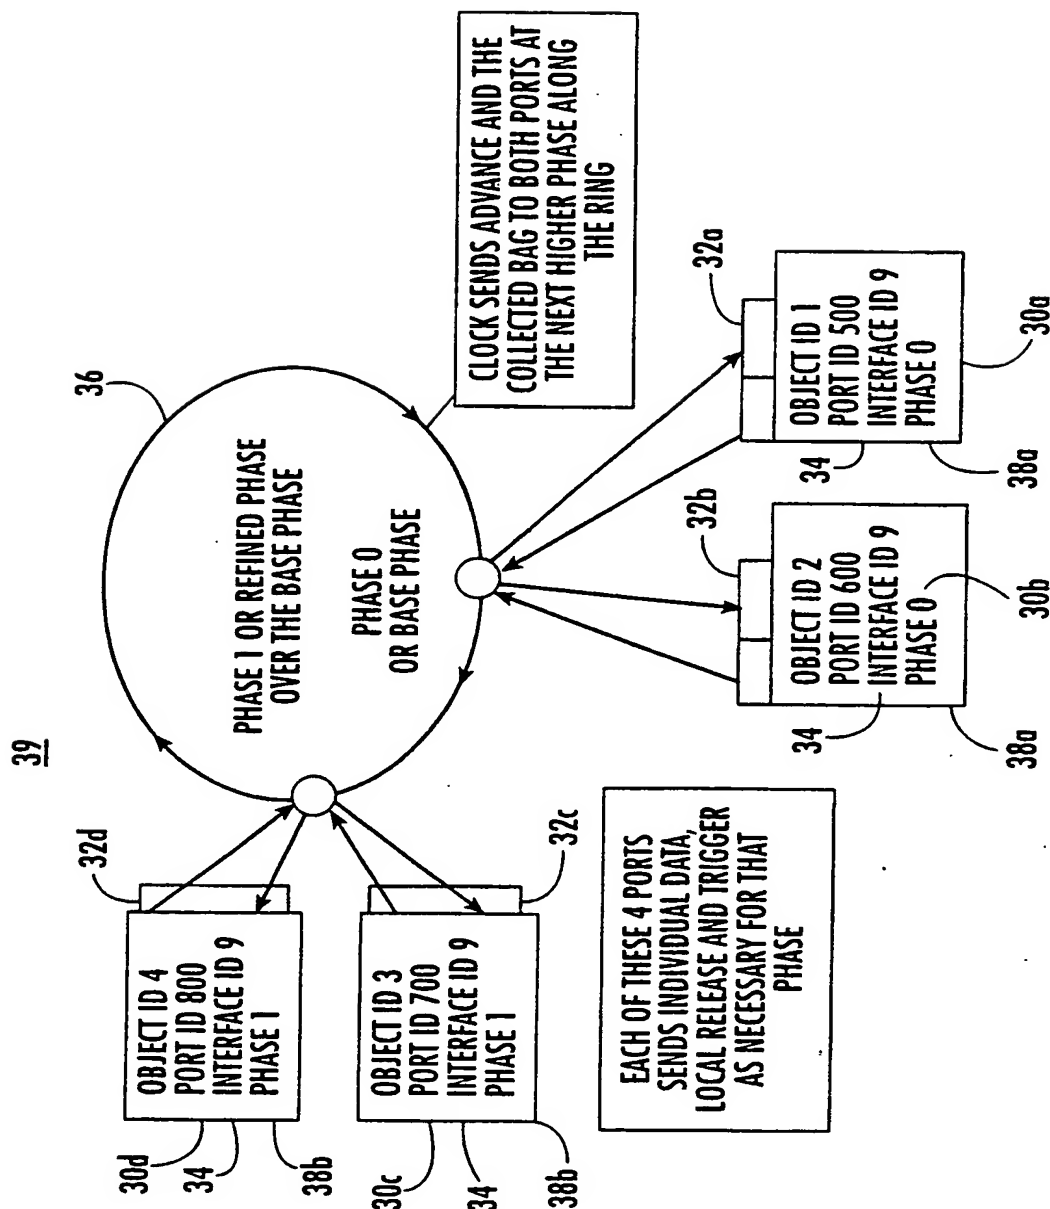 39
36
PHASE 1 OR REFINED PHASE
OVER THE BASE PHASE
PHASE 0
OR BASE PHASE
CLOCK SENDS ADVANCE AND THE
COLLECTED BAG TO BOTH PORTS AT
THE NEXT HIGHER PHASE ALONG
THE RING
32d
OBJECT ID 4
PORT ID 800
INTERFACE ID 9
PHASE 1
30d
34
38b
32c
OBJECT ID 3
PORT ID 700
INTERFACE ID 9
PHASE 1
30c
34
38b
EACH OF THESE 4 PORTS
SENDS INDIVIDUAL DATA,
LOCAL RELEASE AND TRIGGER
AS NECESSARY FOR THAT
PHASE
32b
OBJECT ID 2
PORT ID 600
INTERFACE ID 9
PHASE 0
34
30b
38a
32a
OBJECT ID 1
PORT ID 500
INTERFACE ID 9
PHASE 0
34
38a
30a